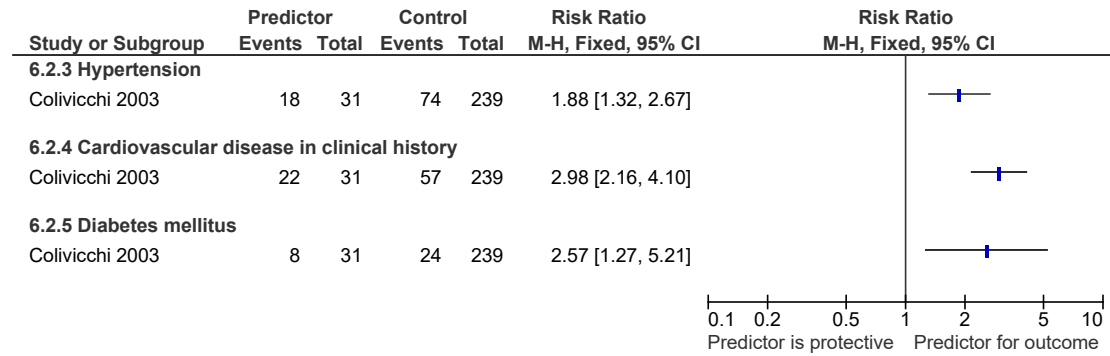 Predictor Control Risk Ratio Risk Ratio
Study or Subgroup Events Total Events Total M-H, Fixed, 95% CI M-H, Fixed, 95% CI
6.2.3 Hypertension
Colivicchi 2003 18 31 74 239 1.88 [1.32, 2.67]
6.2.4 Cardiovascular disease in clinical history
Colivicchi 2003 22 31 57 239 2.98 [2.16, 4.10]
6.2.5 Diabetes mellitus
Colivicchi 2003 8 31 24 239 2.57 [1.27, 5.21]
0.1 0.2 0.5 1 2 5 10
Predictor is protective Predictor for outcome